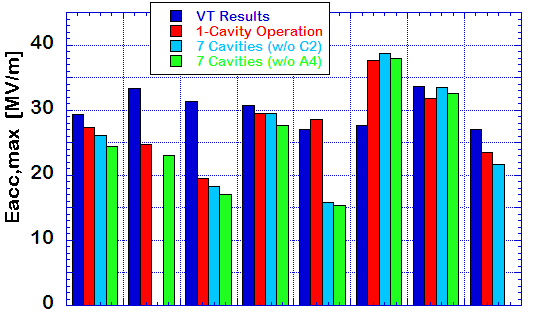 VT Results
1-Cavity Operation
7 Cavities (w/o C2)
7 Cavities (w/o A4)
Eacc,max [MV/m]
40
30
20
10
0